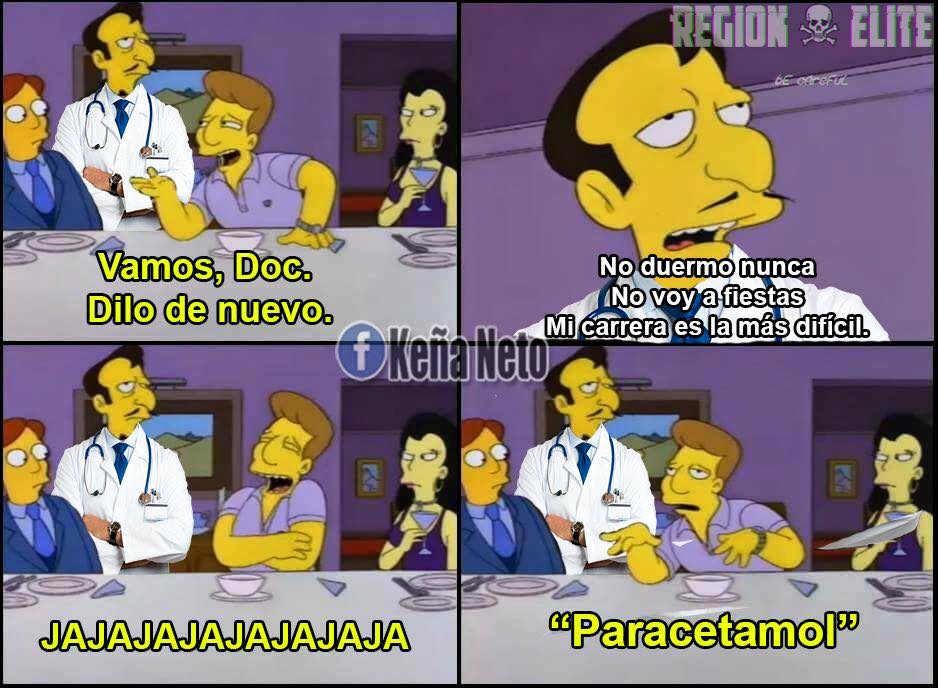 REGION ELITE
BE CAREFUL
Vamos, Doc.
Dilo de nuevo.
No duermo nunca
No voy a fiestas
Mi carrera es la más difícil.
f Keña Neto
JAJAJAJAJAJAJAJA
“Paracetamol”